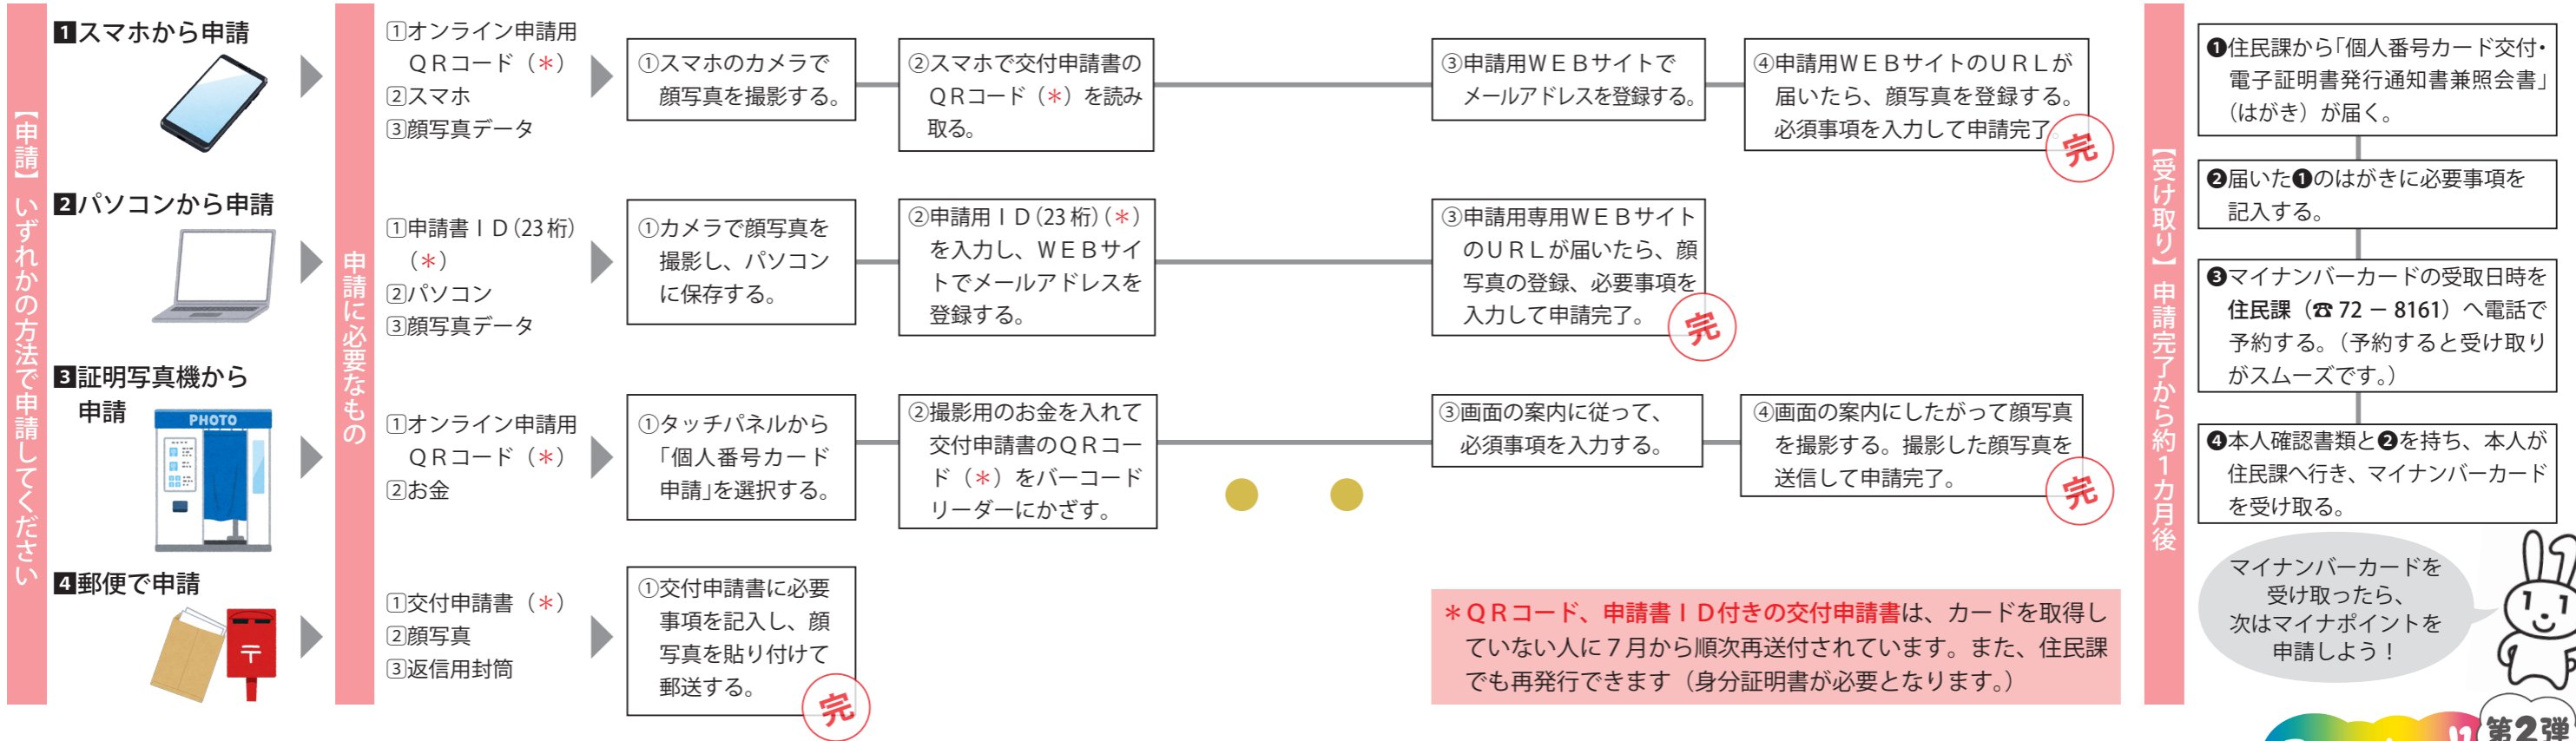 【申請】いずれかの方法で申請してください
1スマホから申請
2パソコンから申請
3証明写真機から
申請
PHOTO
4郵便で申請
〒
申請に必要なもの
①オンライン申請用
ＱＲコード（＊）
②スマホ
③顔写真データ
①スマホのカメラで
顔写真を撮影する。
②スマホで交付申請書の
ＱＲコード（＊）を読み
取る。
③申請用ＷＥＢサイトで
メールアドレスを登録する。
④申請用ＷＥＢサイトのＵＲＬが
届いたら、顔写真を登録する。
必須事項を入力して申請完了。
完
①申請書ＩＤ（23桁）
（＊）
②パソコン
③顔写真データ
①カメラで顔写真を
撮影し、パソコン
に保存する。
②申請用ＩＤ（23桁）（＊）
を入力し、ＷＥＢサイ
トでメールアドレスを
登録する。
③申請用専用ＷＥＢサイト
のＵＲＬが届いたら、顔
写真の登録、必要事項を
入力して申請完了。
完
①オンライン申請用
ＱＲコード（＊）
②お金
①タッチパネルから
「個人番号カード
申請」を選択する。
②撮影用のお金を入れて
交付申請書のＱＲコー
ド（＊）をバーコード
リーダーにかざす。
③画面の案内に従って、
必須事項を入力する。
④画面の案内にしたがって顔写真
を撮影する。撮影した顔写真を
送信して申請完了。
完
①交付申請書（＊）
②顔写真
③返信用封筒
①交付申請書に必要
事項を記入し、顔
写真を貼り付けて
郵送する。
完
＊ＱＲコード、申請書ＩＤ付きの交付申請書は、カードを取得し
ていない人に７月から順次再送付されています。また、住民課
でも再発行できます（身分証明書が必要となります。）
【受け取り】申請完了から約１カ月後
❶住民課から「個人番号カード交付・
電子証明書発行通知書兼照会書」
（はがき）が届く。
❷届いた❶のはがきに必要事項を
記入する。
❸マイナンバーカードの受取日時を
住民課（☎72－8161）へ電話で
予約する。（予約すると受け取り
がスムーズです。）
❹本人確認書類と❷を持ち、本人が
住民課へ行き、マイナンバーカード
を受け取る。
マイナンバーカードを
受け取ったら、
次はマイナポイントを
申請しよう！
第2弾